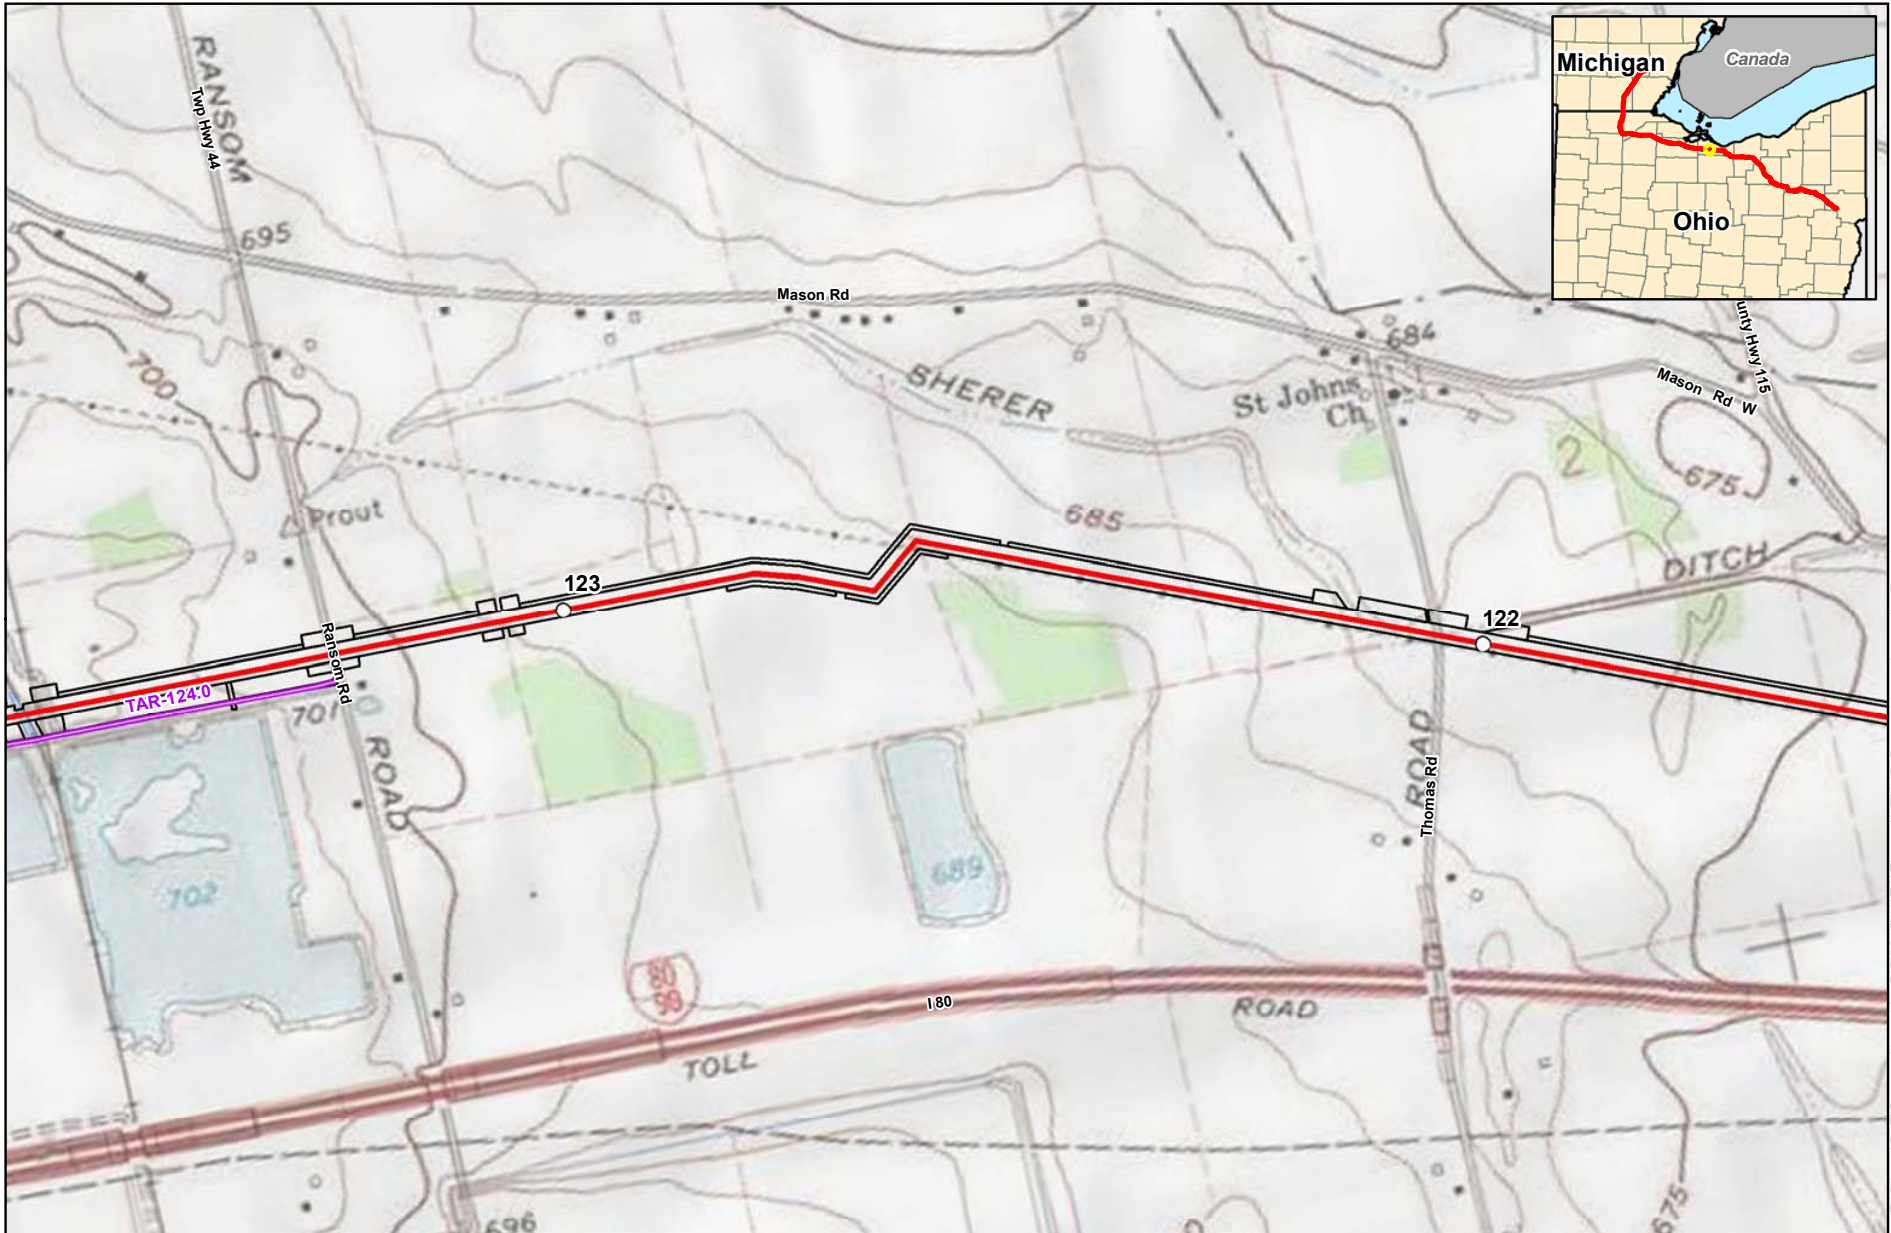 RANSOM
Twp Hwy 44
Michigan
Canada
Ohio
695
Mason Rd
684
unty Hwy 115
Mason Rd W
700
SHERER
St Johns
Ch
2
675
Prout
685
DITCH
123
122
Ransom Rd
TAR-124.0
701
ROAD
ROAD
Thomas Rd
702
689
80
90
I 80
ROAD
TOLL
696
675